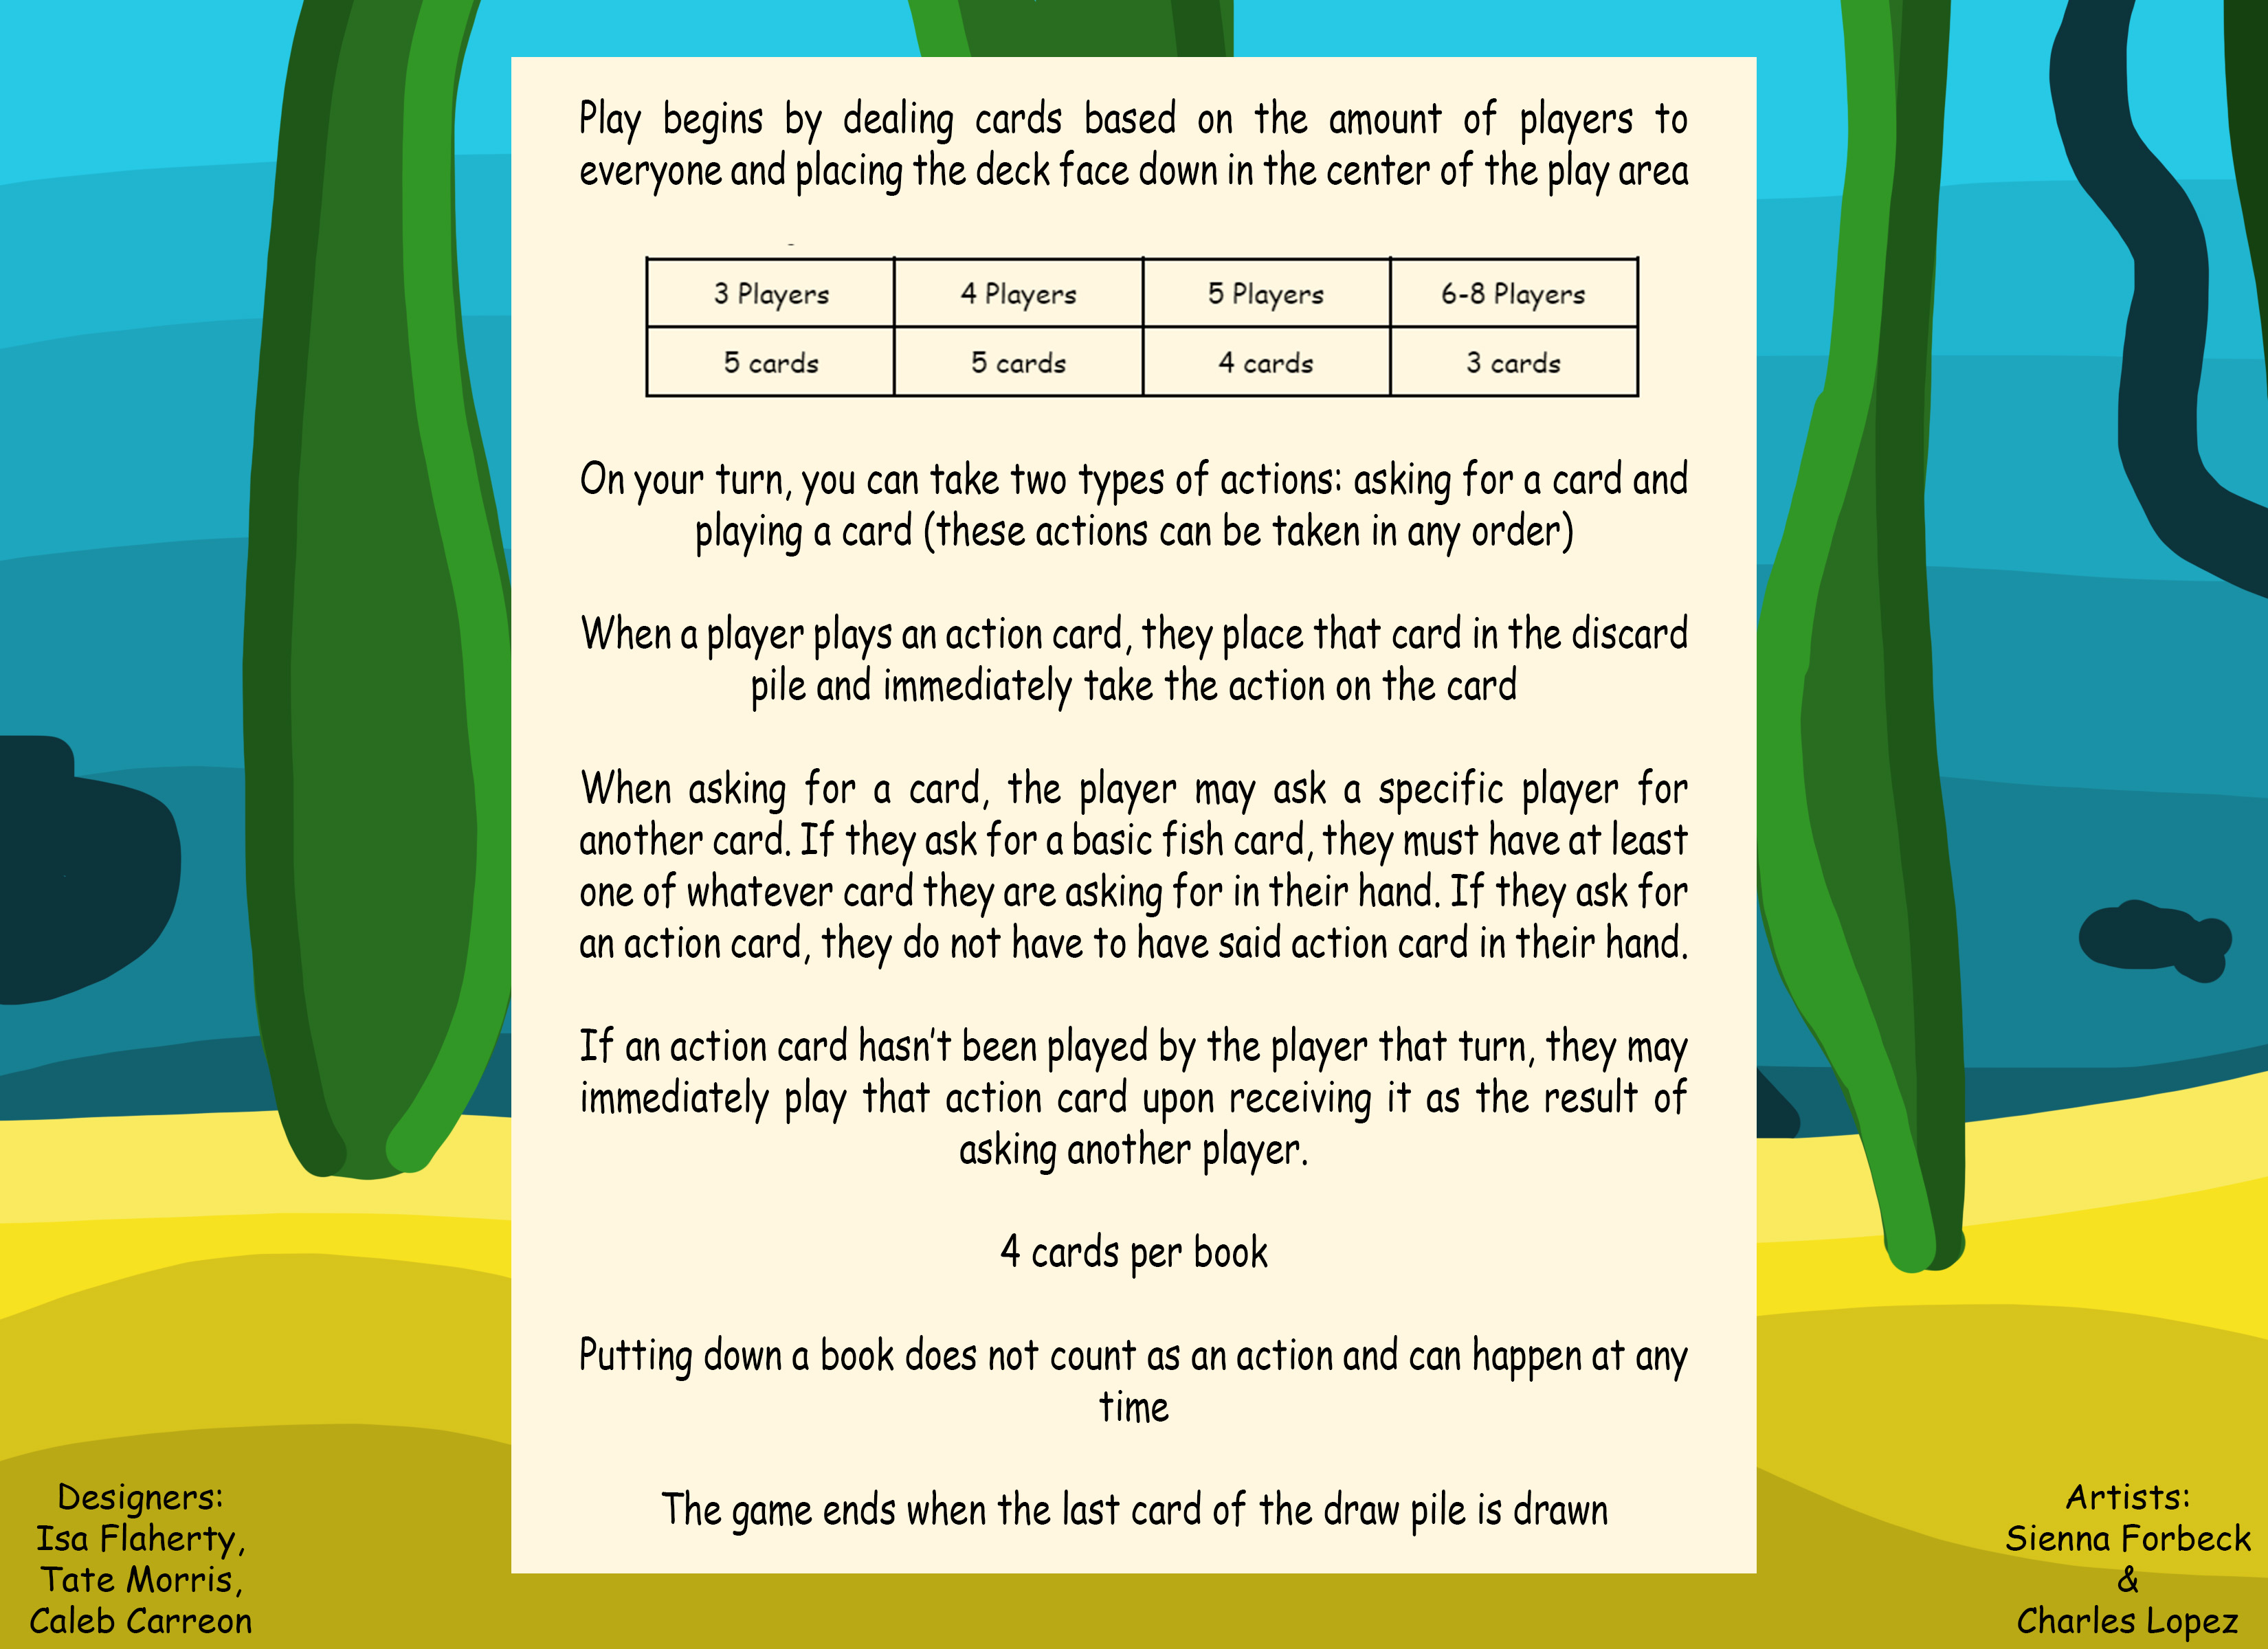 Play begins by dealing cards based on the amount of players to
everyone and placing the deck face down in the center of the play area
3 Players 4 Players 5 Players 6-8 Players
5 cards 5 cards 4 cards 3 cards
On your turn, you can take two types of actions: asking for a card and
playing a card (these actions can be taken in any order)
When a player plays an action card, they place that card in the discard
pile and immediately take the action on the card
When asking for a card, the player may ask a specific player for
another card. If they ask for a basic fish card, they must have at least
one of whatever card they are asking for in their hand. If they ask for
an action card, they do not have to have said action card in their hand.
If an action card hasn't been played by the player that turn, they may
immediately play that action card upon receiving it as the result of
asking another player.
4 cards per book
Putting down a book does not count as an action and can happen at any
time
The game ends when the last card of the draw pile is drawn
Designers:
Isa Flaherty,
Tate Morris,
Caleb Carreon
Artists:
Sienna Forbeck
&
Charles Lopez